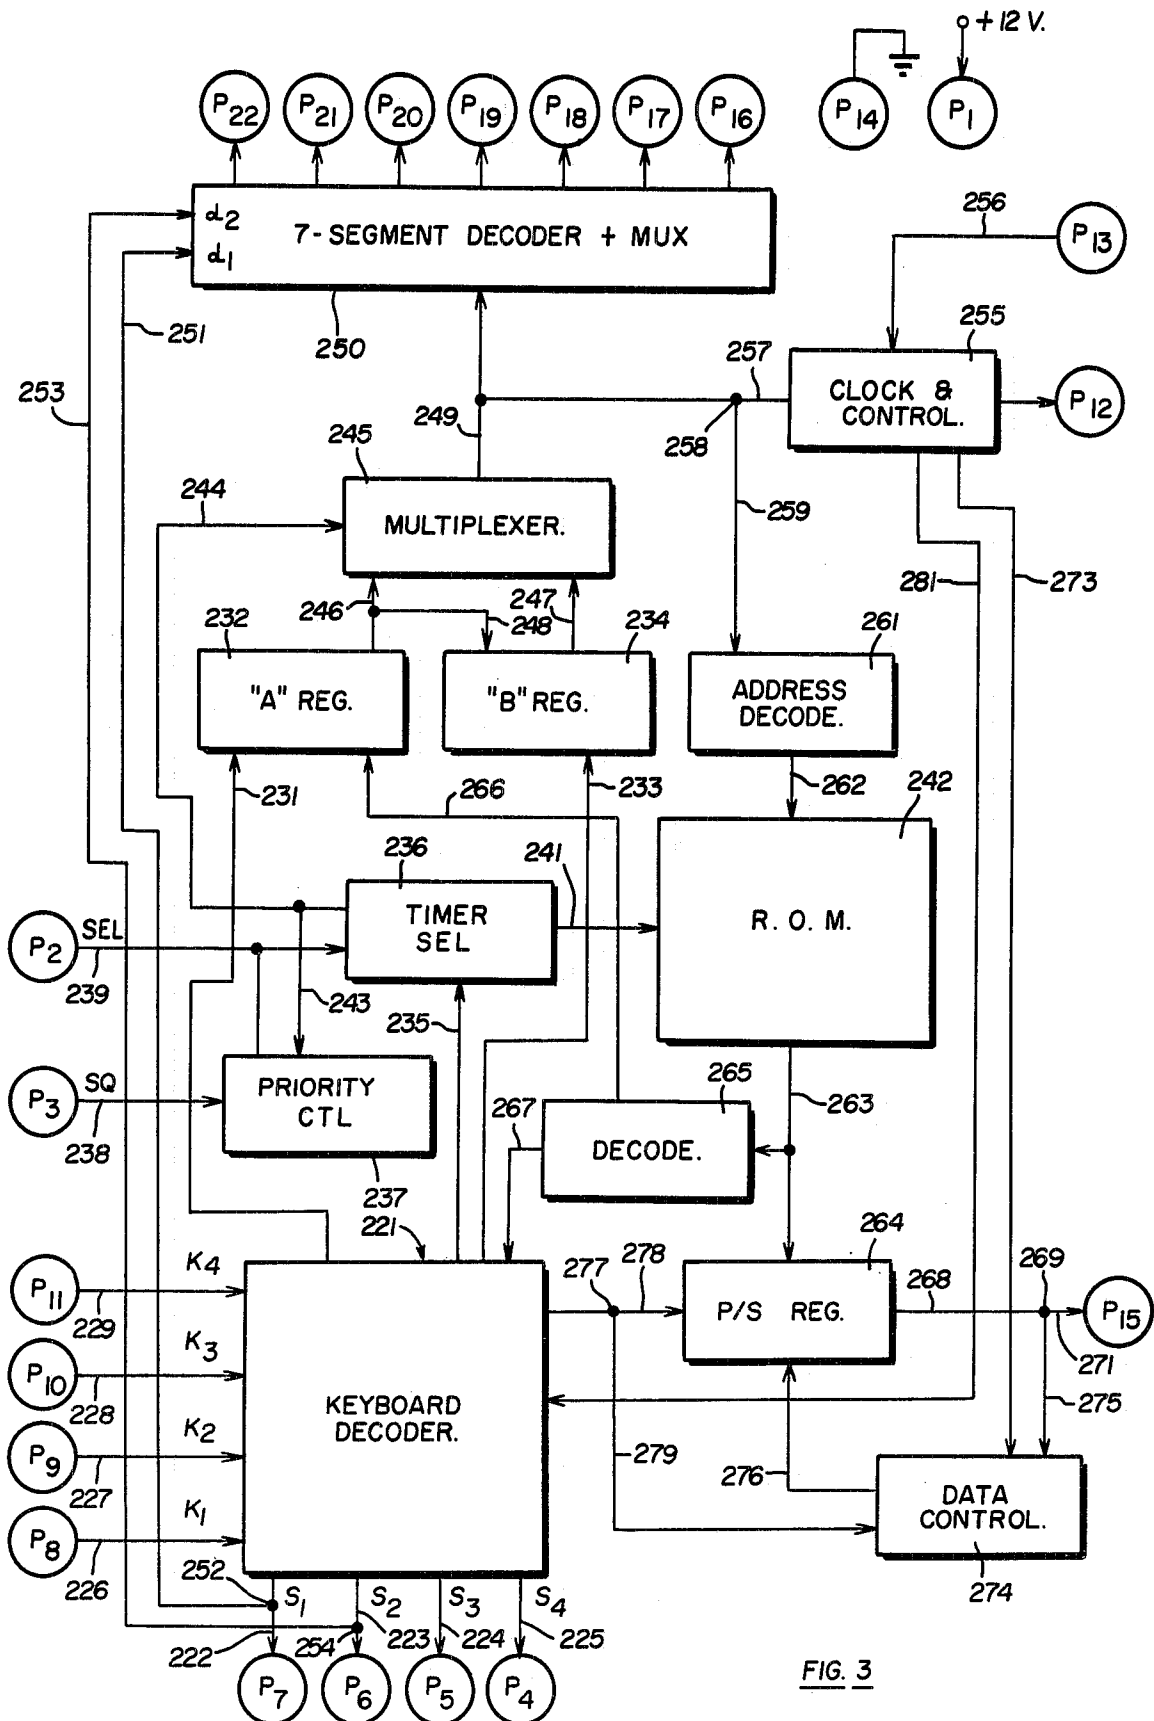 +12 V.
P22 P21 P20 P19 P18 P17 P16 P14 P1
d2
7-SEGMENT DECODER + MUX
d1
256
P13
251
250
255
253
257
CLOCK &
CONTROL.
P12
249
245
258
244
259
MULTIPLEXER.
281
273
246
247
248
232
234
261
"A" REG.
"B" REG.
ADDRESS
DECODE.
231
266
233
262
242
236
241
TIMER
SEL
R.O.M.
P2
SEL
239
243
235
P3
SQ
238
PRIORITY
CTL
265
263
267
DECODE.
237
221
264
K4
P11
229
277
278
P/S REG.
268
269
P15
271
K3
P10
228
275
KEYBOARD
DECODER.
K2
P9
227
279
276
DATA
CONTROL.
K1
P8
226
274
252
S1 S2 S3 S4
222
254
223
224
225
P7 P6 P5 P4
FIG. 3